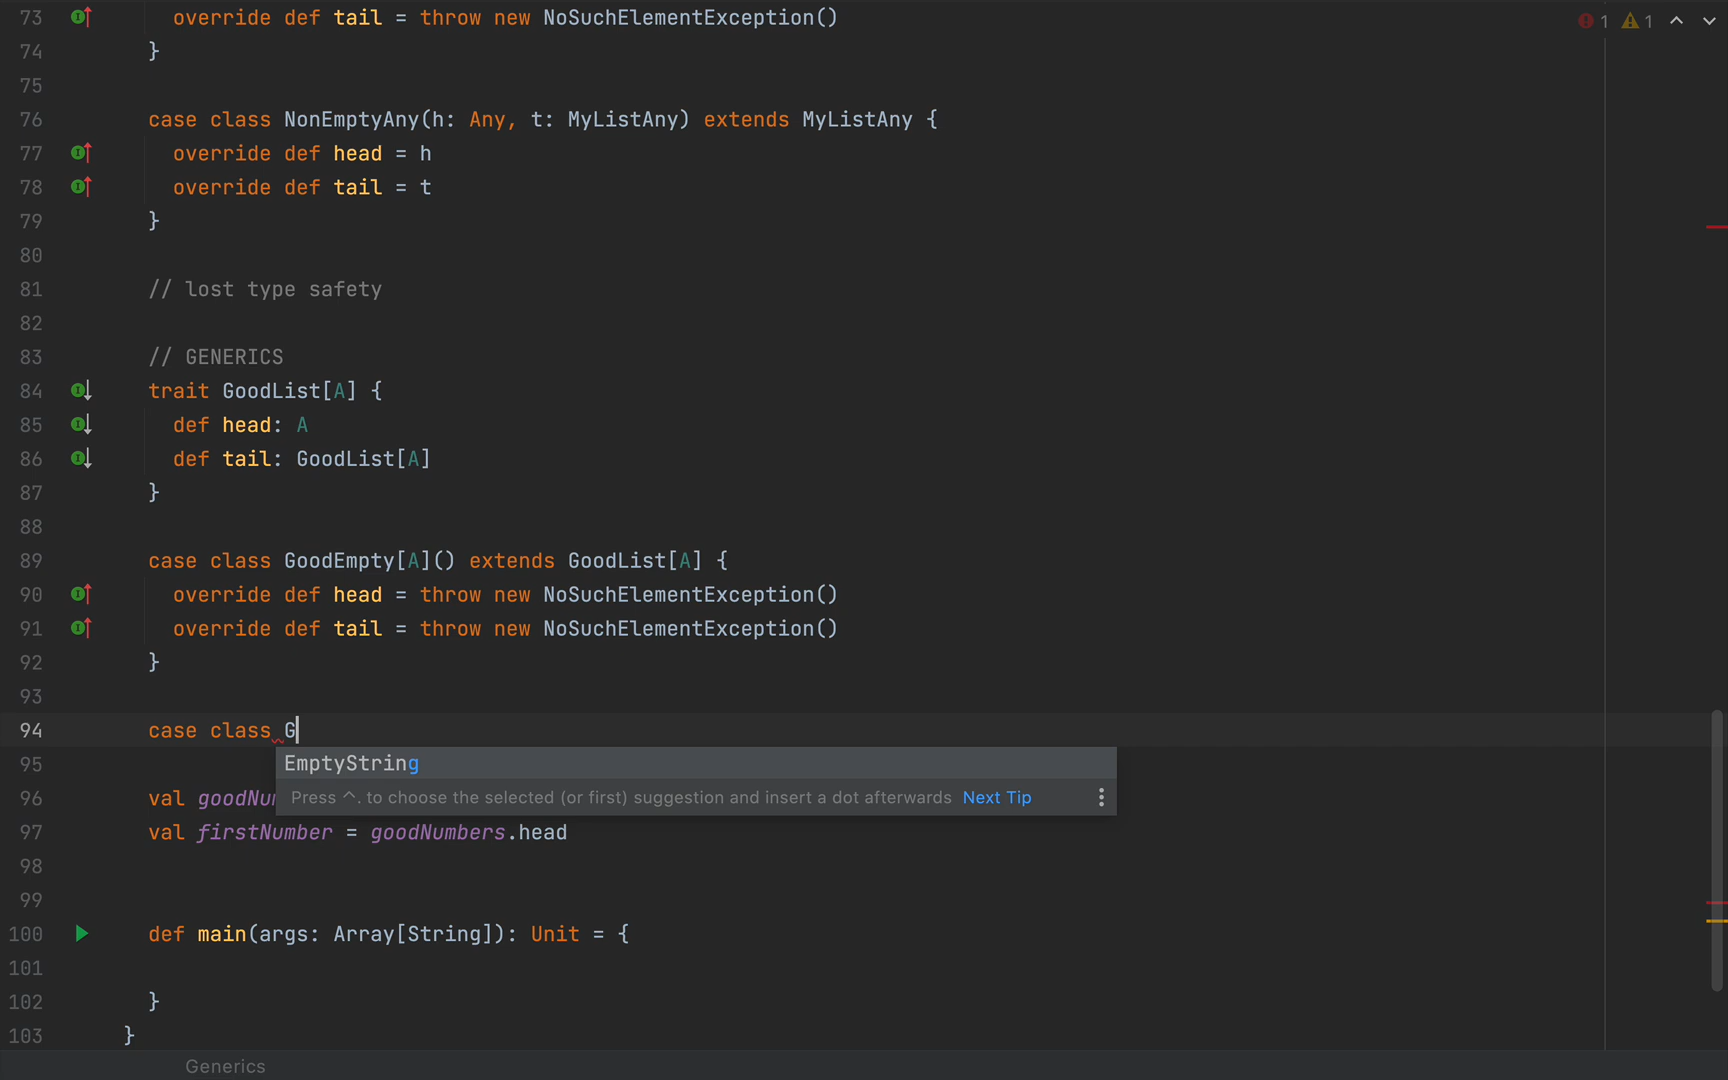 73 override def tail = throw new NoSuchElementException() 1 1
74 }
75
76 case class NonEmptyAny(h: Any, t: MyListAny) extends MyListAny {
77 override def head = h
78 override def tail = t
79 }
80
81 // lost type safety
82
83 // GENERICS
84 trait GoodList[A] {
85 def head: A
86 def tail: GoodList[A]
87 }
88
89 case class GoodEmpty[A]() extends GoodList[A] {
90 override def head = throw new NoSuchElementException()
91 override def tail = throw new NoSuchElementException()
92 }
93
94 case class G
95 EmptyString
96 val goodNu Press ^. to choose the selected (or first) suggestion and insert a dot afterwards Next Tip
97 val firstNumber = goodNumbers.head
98
99
100 def main(args: Array[String]): Unit = {
101
102 }
103 }
Generics